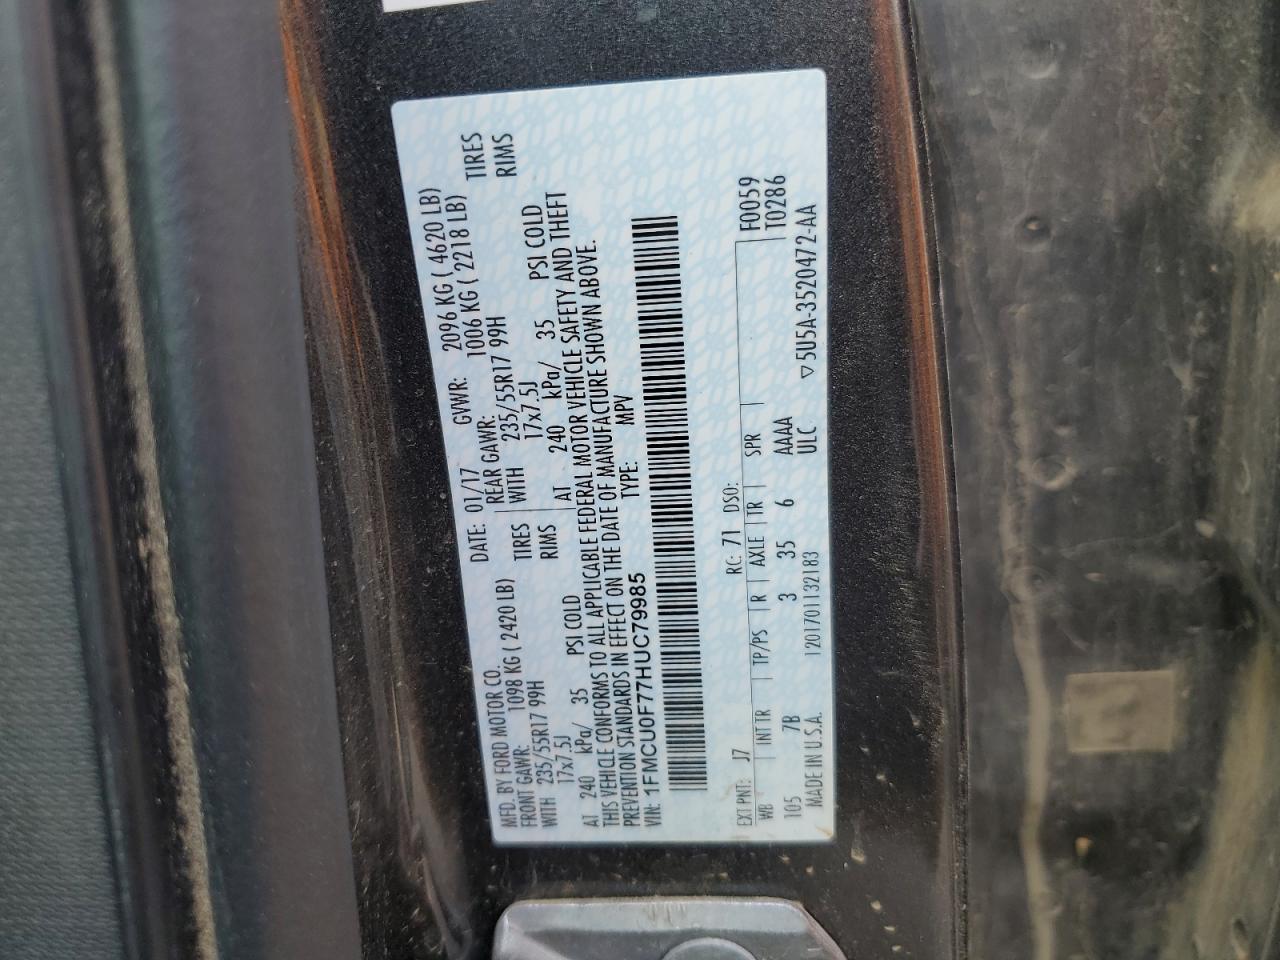 MFD. BY FORD MOTOR CO. DATE: 01/17 GVWR: 2096 KG ( 4620 LB)
FRONT GAWR: 1098 KG ( 2420 LB) REAR GAWR: 1006 KG ( 2218 LB)
WITH 235/55R17 99H TIRES WITH 235/55R17 99H TIRES
17x7.5J RIMS 17x7.5J RIMS
AT 240 kPa/ 35 PSI COLD AT 240 kPa/ 35 PSI COLD
THIS VEHICLE CONFORMS TO ALL APPLICABLE FEDERAL MOTOR VEHICLE SAFETY AND THEFT
PREVENTION STANDARDS IN EFFECT ON THE DATE OF MANUFACTURE SHOWN ABOVE.
VIN: 1FMCU0F77HUC79985 TYPE: MPV
EXT PNT: J7 RC: 71 DSO: F0059
WB INT TR TP/PS R AXLE TR SPR T0286
105 7B 3 35 6 AAAA
MADE IN U.S.A. 120170113​2183 ULC ▽5U5A-3520472-AA